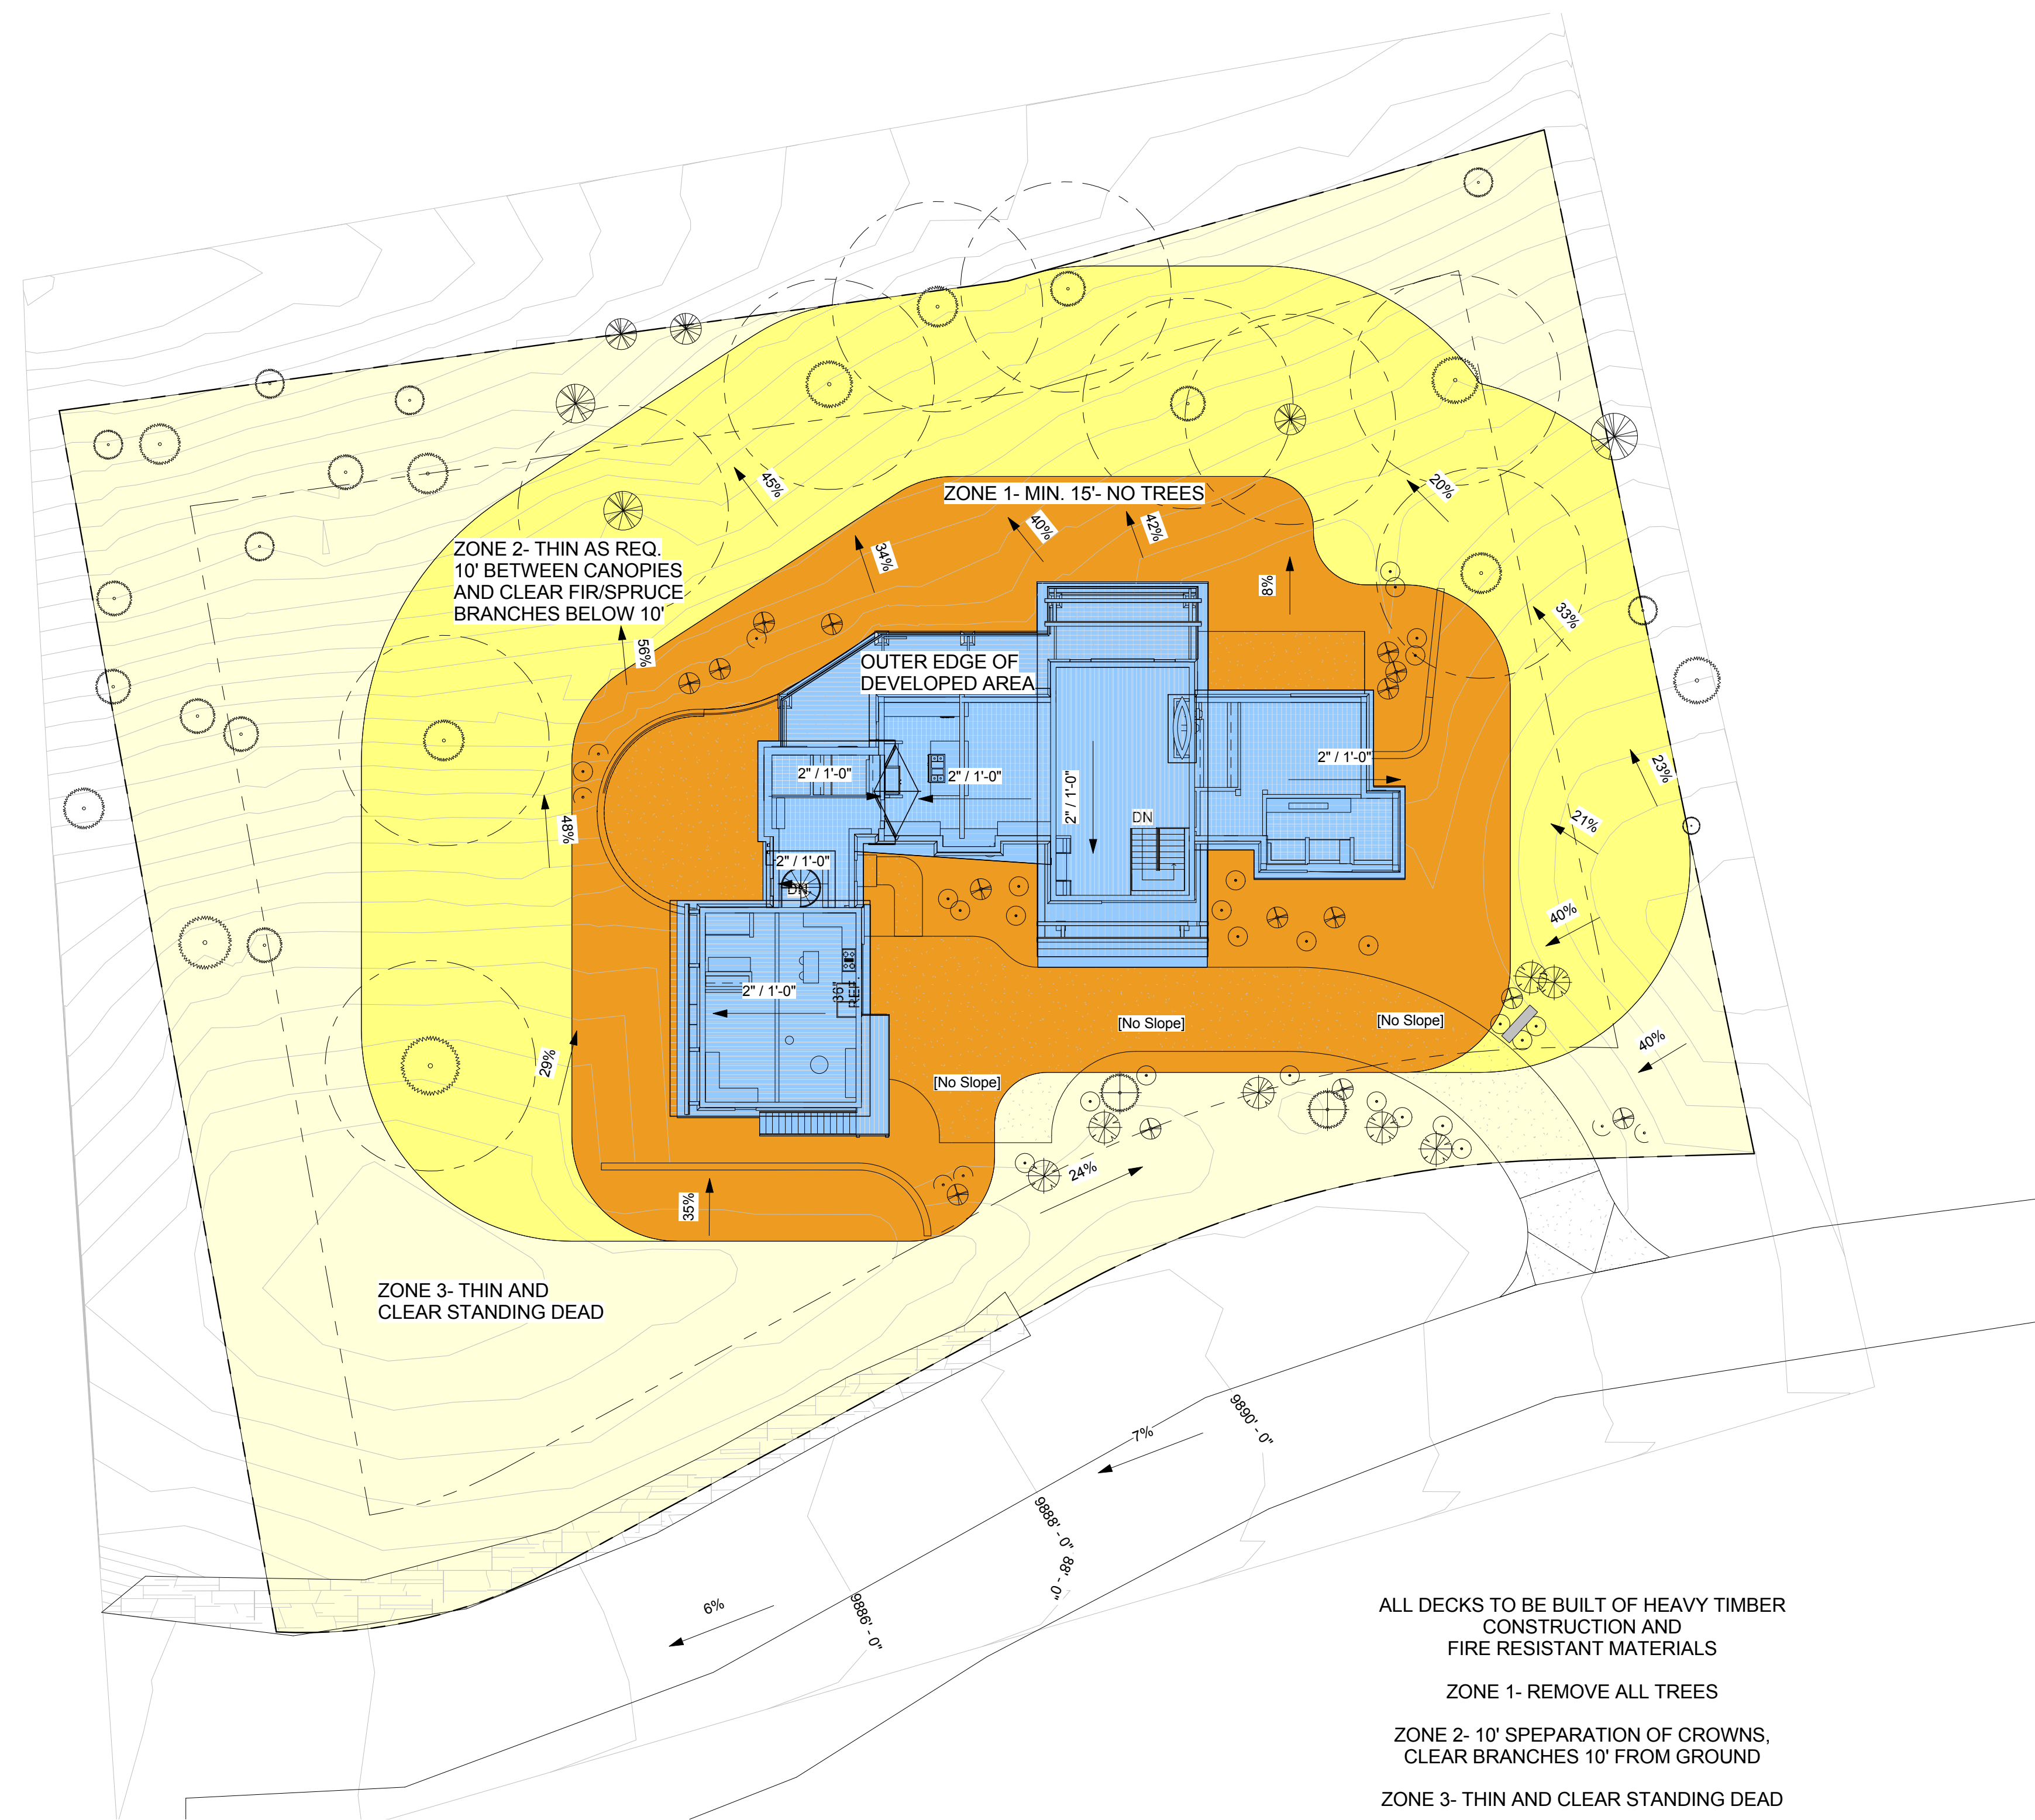 ZONE 1- MIN. 15'- NO TREES
45%
20%
40%
42%
34%
ZONE 2- THIN AS REQ.
10' BETWEEN CANOPIES
AND CLEAR FIR/SPRUCE
BRANCHES BELOW 10'
8%
33%
56%
OUTER EDGE OF
DEVELOPED AREA
2" / 1'-0"
2" / 1'-0"
2" / 1'-0"
2" / 1'-0"
23%
DN
21%
48%
2" / 1'-0"
DN
40%
2" / 1'-0"
36"
REF.
[No Slope]
[No Slope]
40%
29%
[No Slope]
24%
35%
ZONE 3- THIN AND
CLEAR STANDING DEAD
9890' - 0"
7%
9888' - 0"
88' - 0"
6%
9886' - 0"
ALL DECKS TO BE BUILT OF HEAVY TIMBER
CONSTRUCTION AND
FIRE RESISTANT MATERIALS
ZONE 1- REMOVE ALL TREES
ZONE 2- 10' SPEPARATION OF CROWNS,
CLEAR BRANCHES 10' FROM GROUND
ZONE 3- THIN AND CLEAR STANDING DEAD